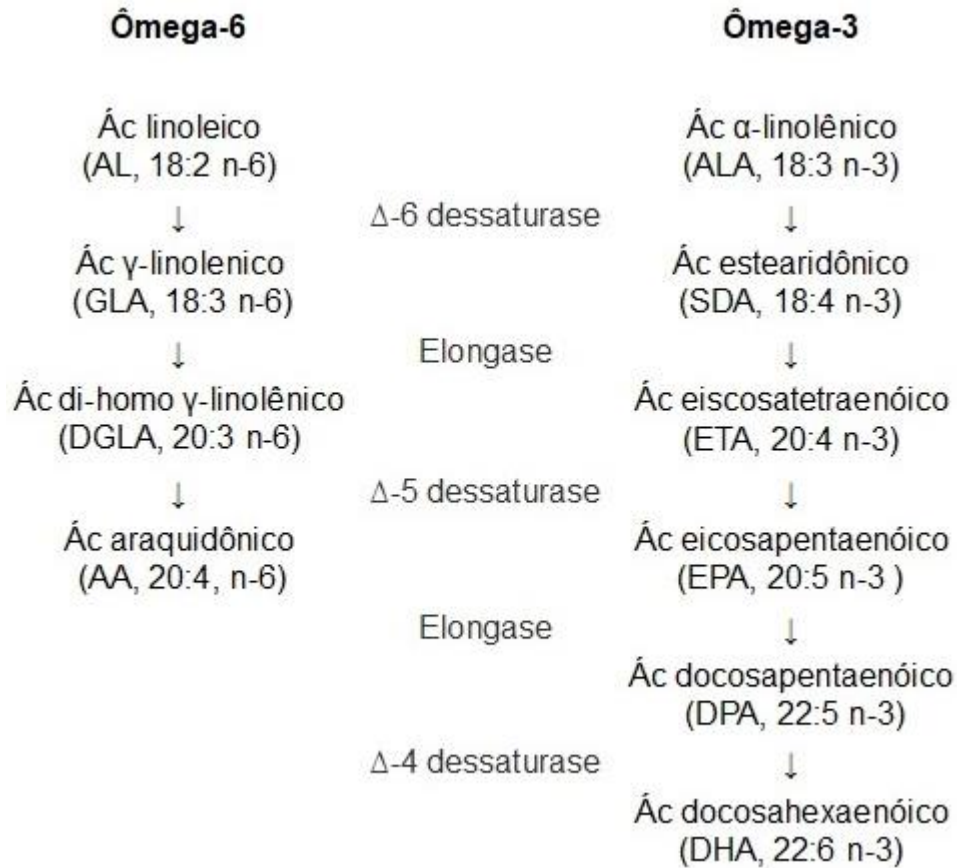 Ômega-6
Ômega-3
Ác linoleico
(AL, 18:2 n-6)
Ác α-linolênico
(ALA, 18:3 n-3)
↓
Δ-6 dessaturase
↓
Ác γ-linolenico
(GLA, 18:3 n-6)
Ác estearidônico
(SDA, 18:4 n-3)
↓
Elongase
↓
Ác di-homo γ-linolênico
(DGLA, 20:3 n-6)
Ác eiscosatetraenóico
(ETA, 20:4 n-3)
↓
Δ-5 dessaturase
↓
Ác araquidônico
(AA, 20:4, n-6)
Ác eicosapentaenóico
(EPA, 20:5 n-3 )
Elongase
↓
Ác docosapentaenóico
(DPA, 22:5 n-3)
Δ-4 dessaturase
↓
Ác docosahexaenóico
(DHA, 22:6 n-3)